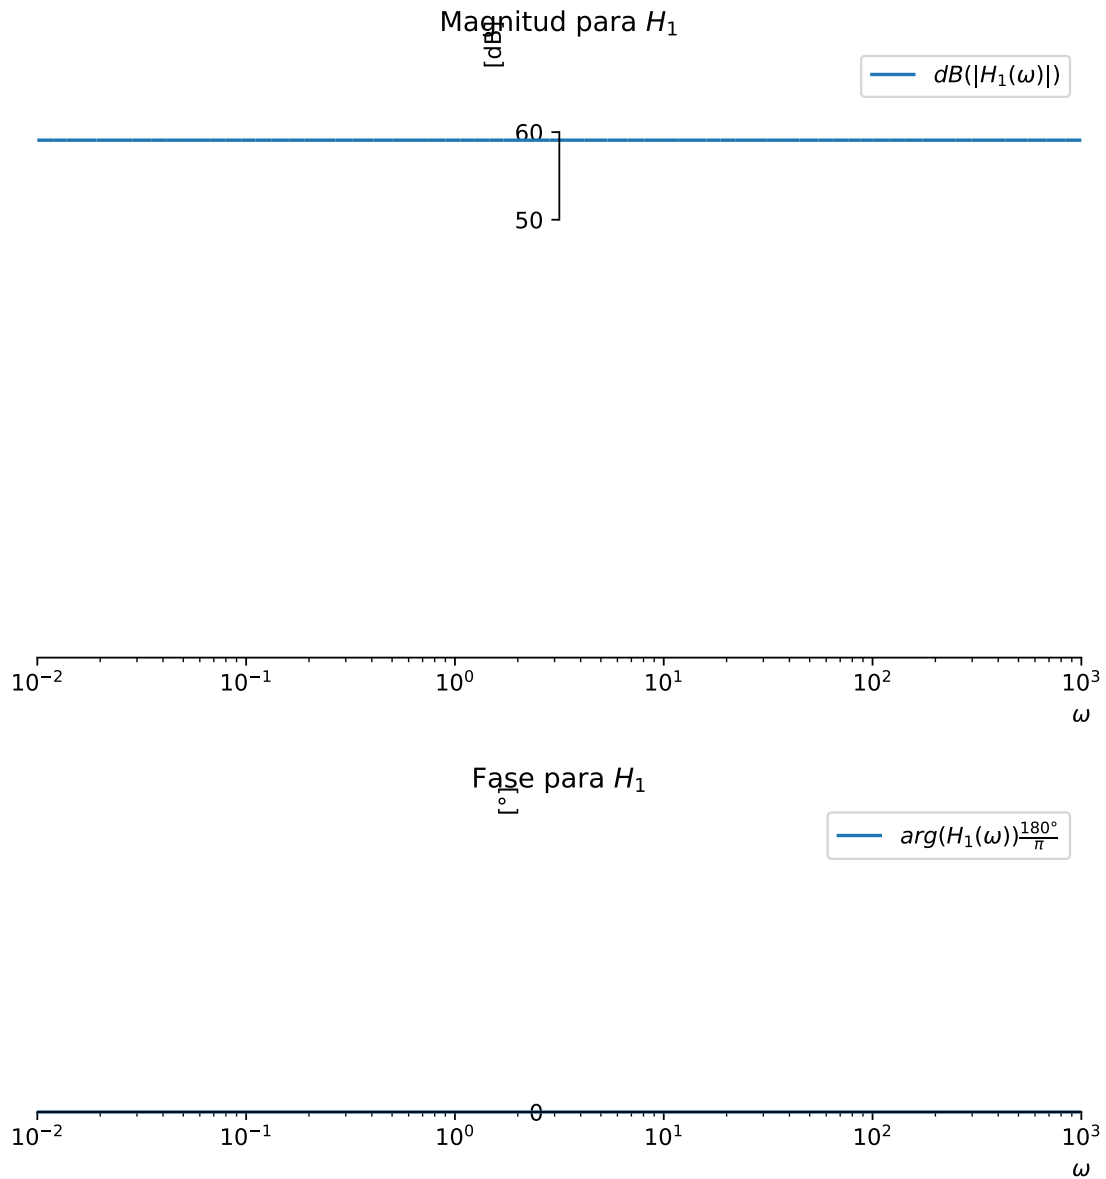 Magnitud para H₁
[dB]
dB(|H₁(ω)|)
60
50
10⁻² 10⁻¹ 10⁰ 10¹ 10² 10³
ω
Fase para H₁
[°]
arg(H₁(ω))180°/π
0
10⁻² 10⁻¹ 10⁰ 10¹ 10² 10³
ω